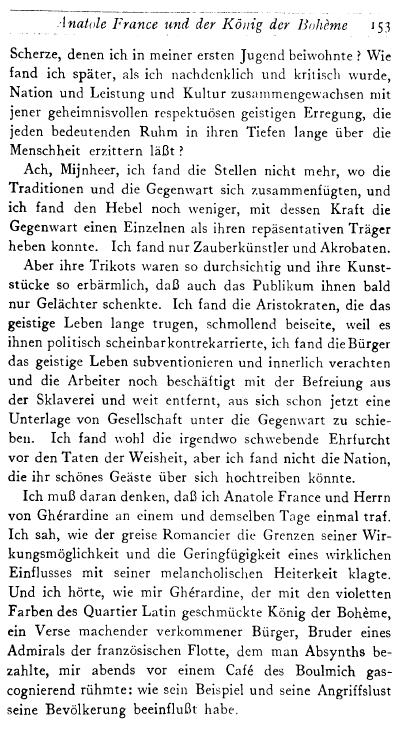 Anatole France und der König der Bohème 153
Scherze, denen ich in meiner ersten Jugend beiwohnte? Wie
fand ich später, als ich nachdenklich und kritisch wurde,
Nation und Leistung und Kultur zusammengewachsen mit
jener geheimnisvollen respektuösen geistigen Erregung, die
jeden bedeutenden Ruhm in ihren Tiefen lange über die
Menschheit erzittern läßt?
Ach, Mijnheer, ich fand die Stellen nicht mehr, wo die
Traditionen und die Gegenwart sich zusammenfügten, und
ich fand den Hebel noch weniger, mit dessen Kraft die
Gegenwart einen Einzelnen als ihren repäsentativen Träger
heben konnte. Ich fand nur Zauberkünstler und Akrobaten.
Aber ihre Trikots waren so durchsichtig und ihre Kunst-
stücke so erbärmlich, daß auch das Publikum ihnen bald
nur Gelächter schenkte. Ich fand die Aristokraten, die das
geistige Leben lange trugen, schmollend beiseite, weil es
ihnen politisch scheinbar kontrekarrierte, ich fand die Bürger
das geistige Leben subventionieren und innerlich verachten
und die Arbeiter noch beschäftigt mit der Befreiung aus
der Sklaverei und weit entfernt, aus sich schon jetzt eine
Unterlage von Gesellschaft unter die Gegenwart zu schie-
ben. Ich fand wohl die irgendwo schwebende Ehrfurcht
vor den Taten der Weisheit, aber ich fand nicht die Nation,
die ihr schönes Geäste über sich hochtreiben könnte.
Ich muß daran denken, daß ich Anatole France und Herrn
von Ghérardine an einem und demselben Tage einmal traf.
Ich sah, wie der greise Romancier die Grenzen seiner Wir-
kungsmöglichkeit und die Geringfügigkeit eines wirklichen
Einflusses mit seiner melancholischen Heiterkeit klagte.
Und ich hörte, wie mir Ghérardine, der mit den violetten
Farben des Quartier Latin geschmückte König der Bohème,
ein Verse machender verkommener Bürger, Bruder eines
Admirals der französischen Flotte, dem man Absynths be-
zahlte, mir abends vor einem Café des Boulmich gas-
cognierend rühmte: wie sein Beispiel und seine Angriffslust
seine Bevölkerung beeinflußt habe.